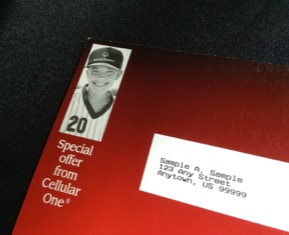 20
Special
offer
from
Cellular
One®
Sample A. Sample
123 Any Street
Anytown, US 99999